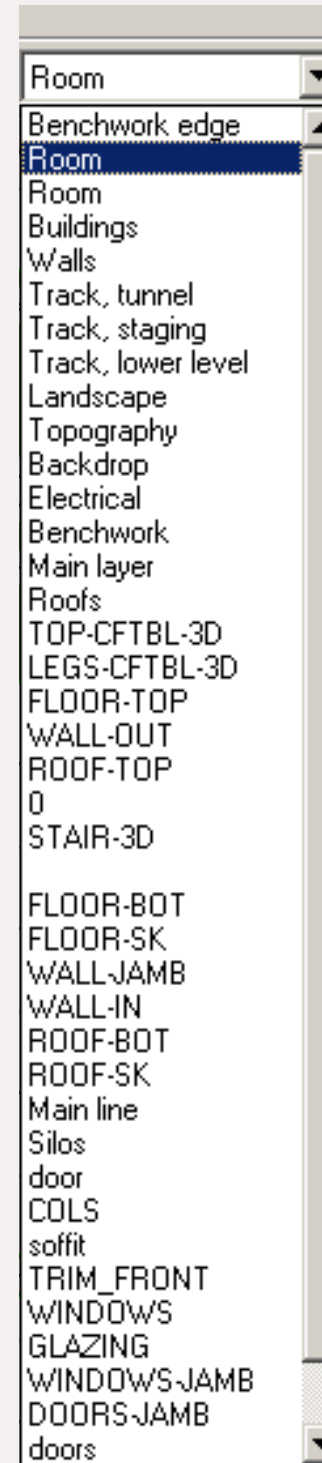 Room
Benchwork edge
Room
Room
Buildings
Walls
Track, tunnel
Track, staging
Track, lower level
Landscape
Topography
Backdrop
Electrical
Benchwork
Main layer
Roofs
TOP-CFTBL-3D
LEGS-CFTBL-3D
FLOOR-TOP
WALL-OUT
ROOF-TOP
0
STAIR-3D
FLOOR-BOT
FLOOR-SK
WALL-JAMB
WALL-IN
ROOF-BOT
ROOF-SK
Main line
Silos
door
COLS
soffit
TRIM_FRONT
WINDOWS
GLAZING
WINDOWS-JAMB
DOORS-JAMB
doors